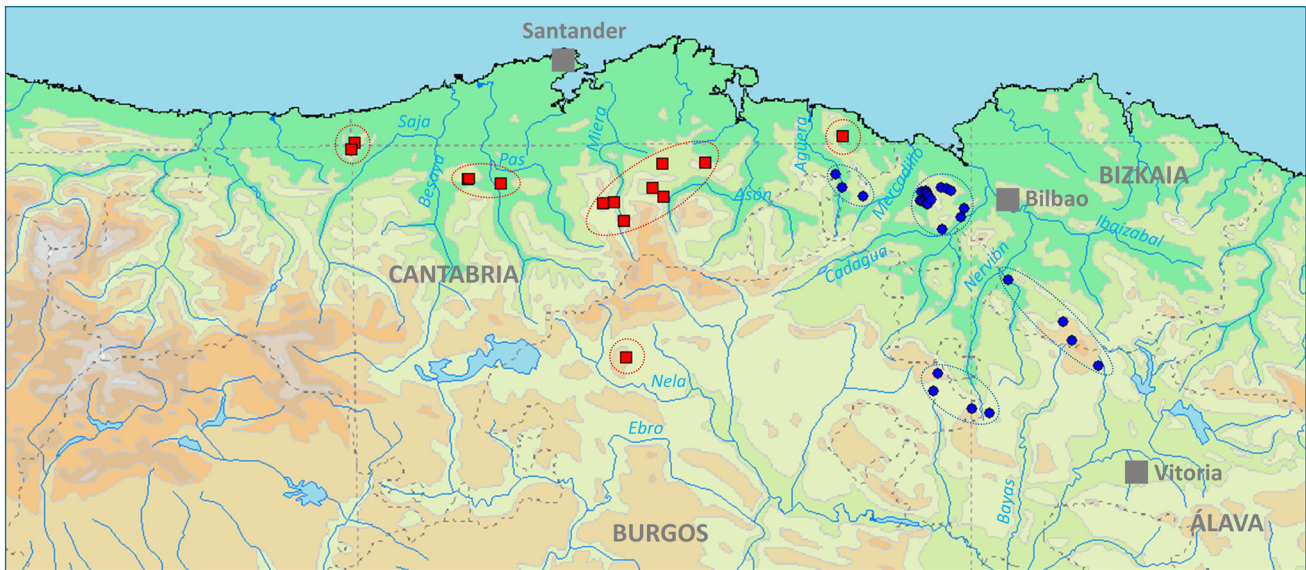 Santander
Saja
Miera
Agüera
Besaya
Pas
Mercadillo
BIZKAIA
Asón
Bilbao
Ibaizabal
Cadagua
Nervión
CANTABRIA
Nela
Ebro
Vitoria
Bayas
BURGOS
ÁLAVA